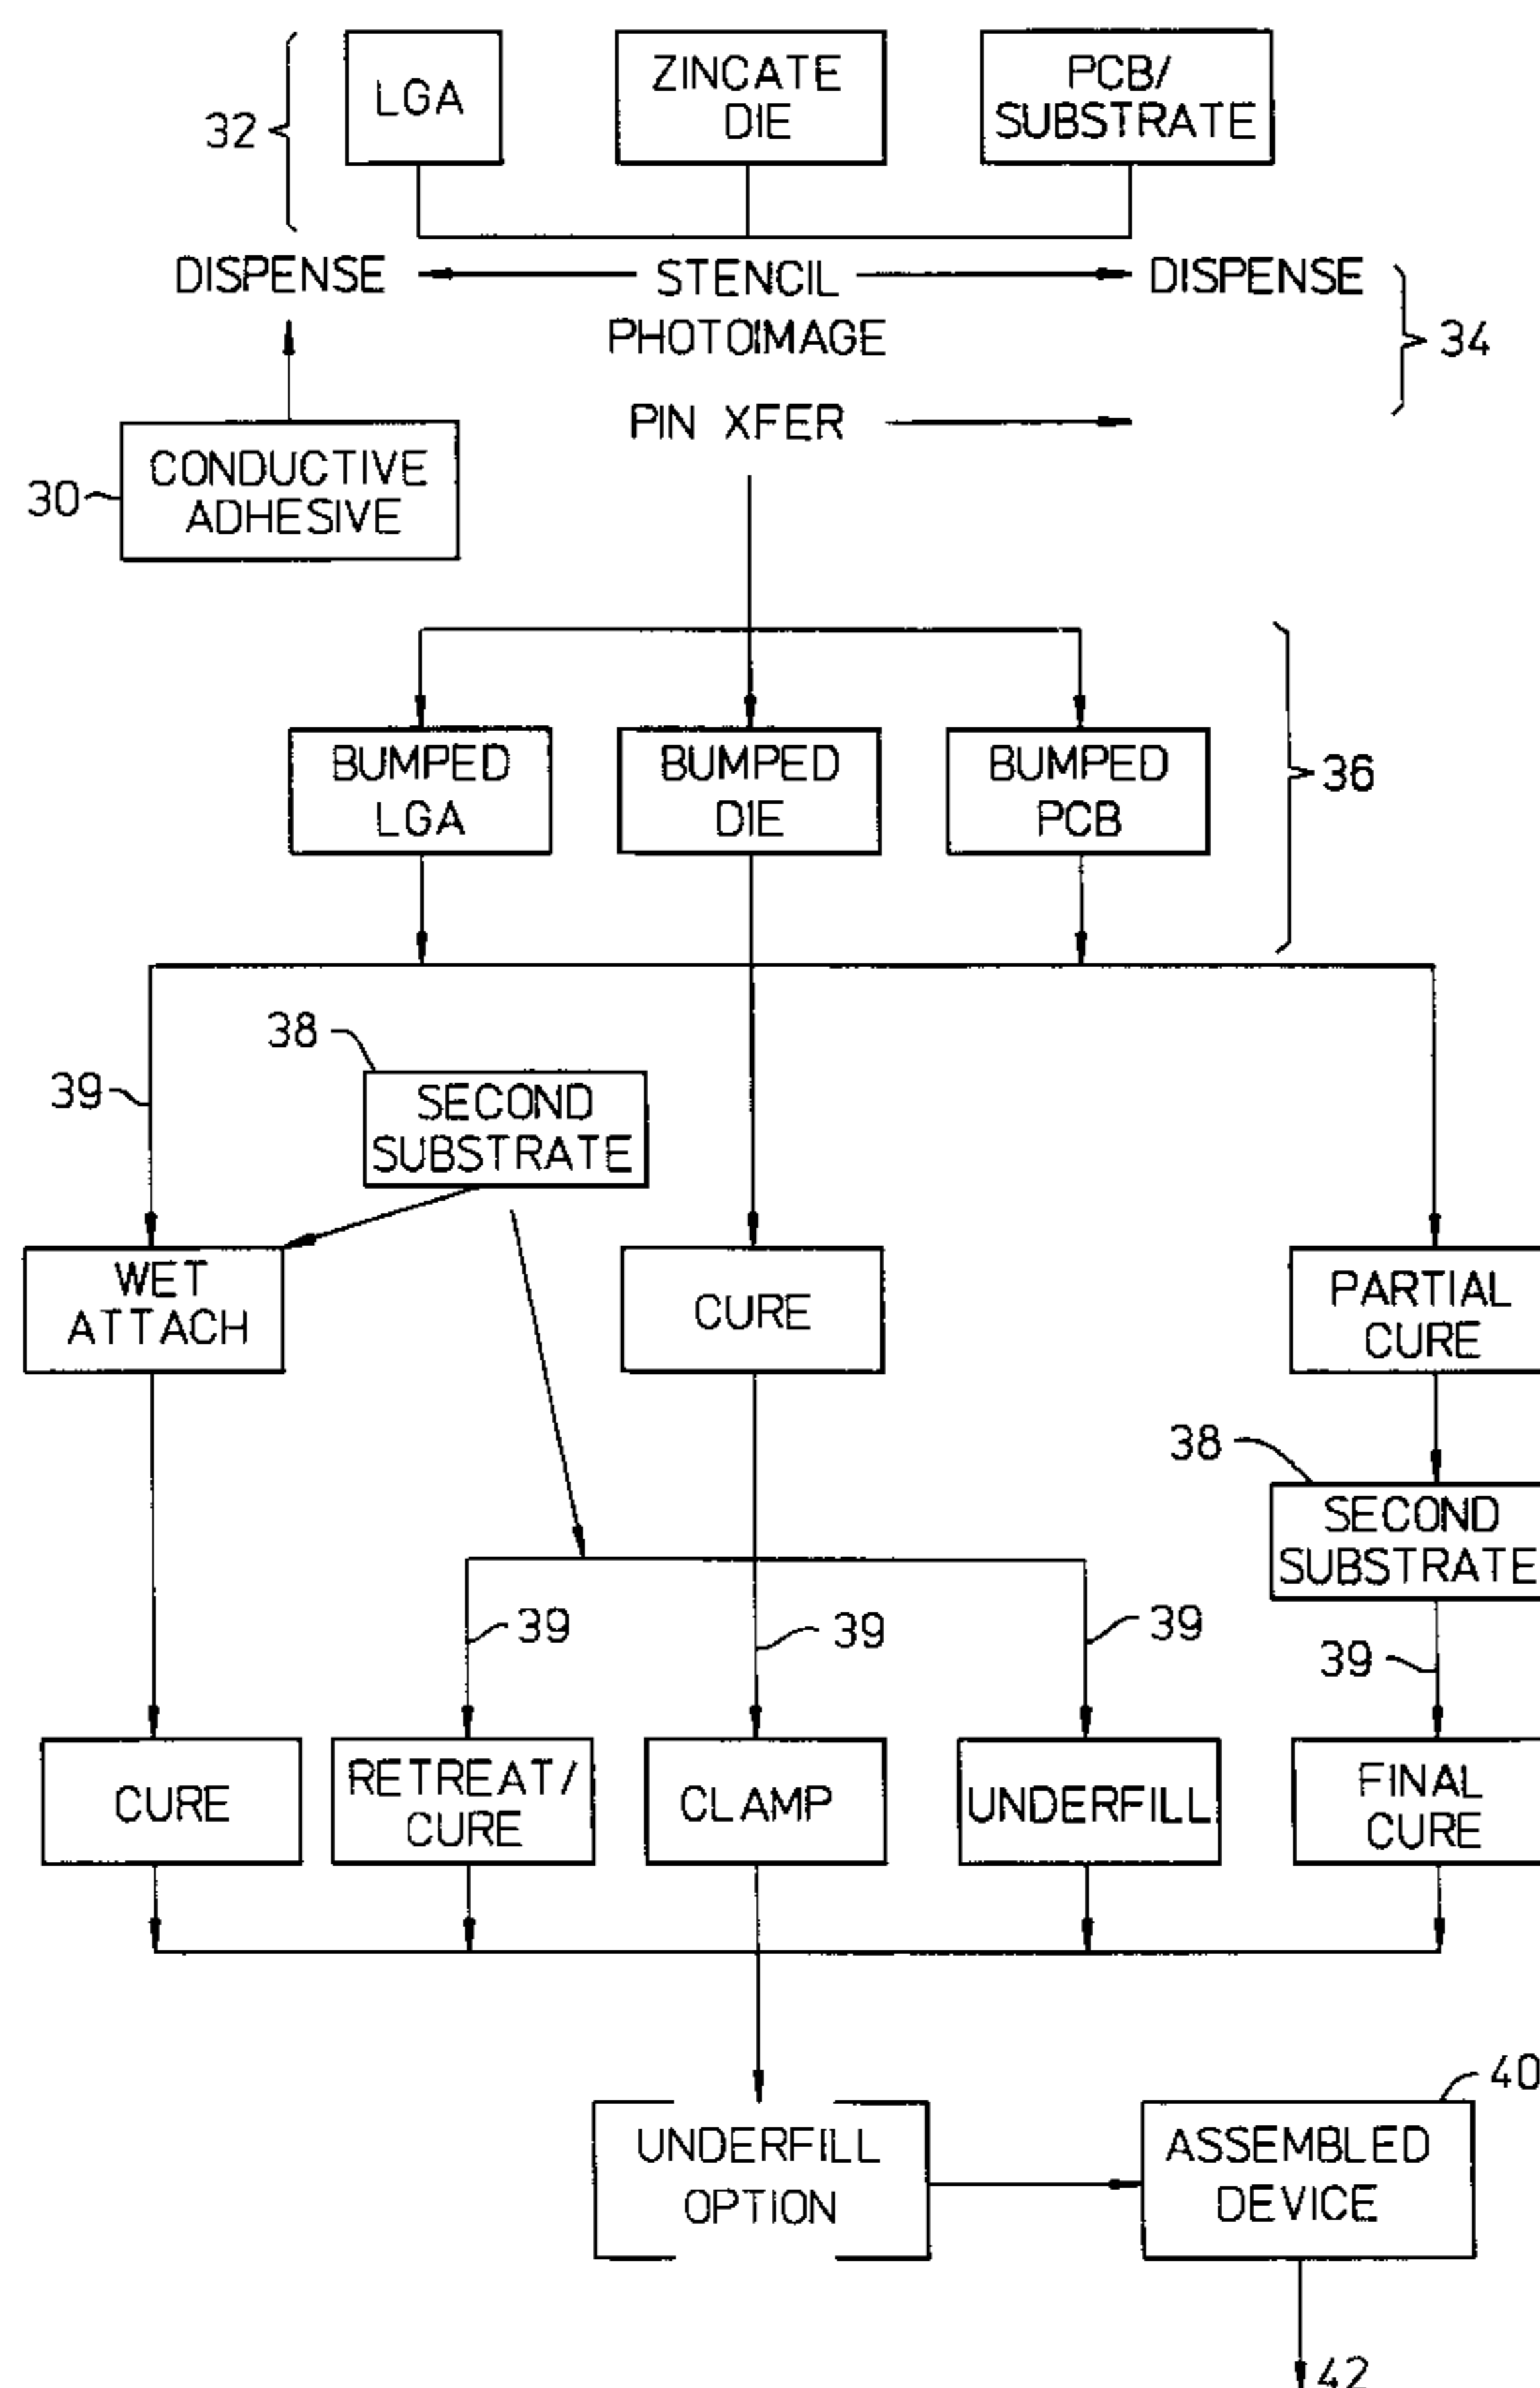 32
LGA
ZINCATE
DIE
PCB/
SUBSTRATE
DISPENSE
STENCIL
DISPENSE
PHOTOIMAGE
34
PIN XFER
30
CONDUCTIVE
ADHESIVE
BUMPED
LGA
BUMPED
DIE
BUMPED
PCB
36
38
39
SECOND
SUBSTRATE
WET
ATTACH
CURE
PARTIAL
CURE
38
SECOND
SUBSTRATE
39
39
39
39
CURE
RETREAT/
CURE
CLAMP
UNDERFILL
FINAL
CURE
40
UNDERFILL
OPTION
ASSEMBLED
DEVICE
42